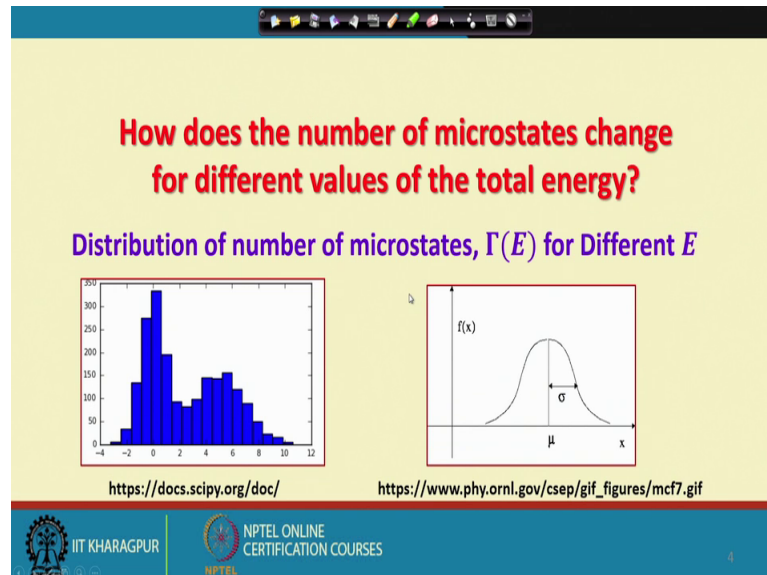 How does the number of microstates change
for different values of the total energy?
Distribution of number of microstates, Γ(E) for Different E
350
300
250
200
150
100
50
0
−4 −2 0 2 4 6 8 10 12
f(x)
σ
μ
x
https://docs.scipy.org/doc/
https://www.phy.ornl.gov/csep/gif_figures/mcf7.gif
IIT KHARAGPUR
NPTEL
NPTEL ONLINE
CERTIFICATION COURSES
4